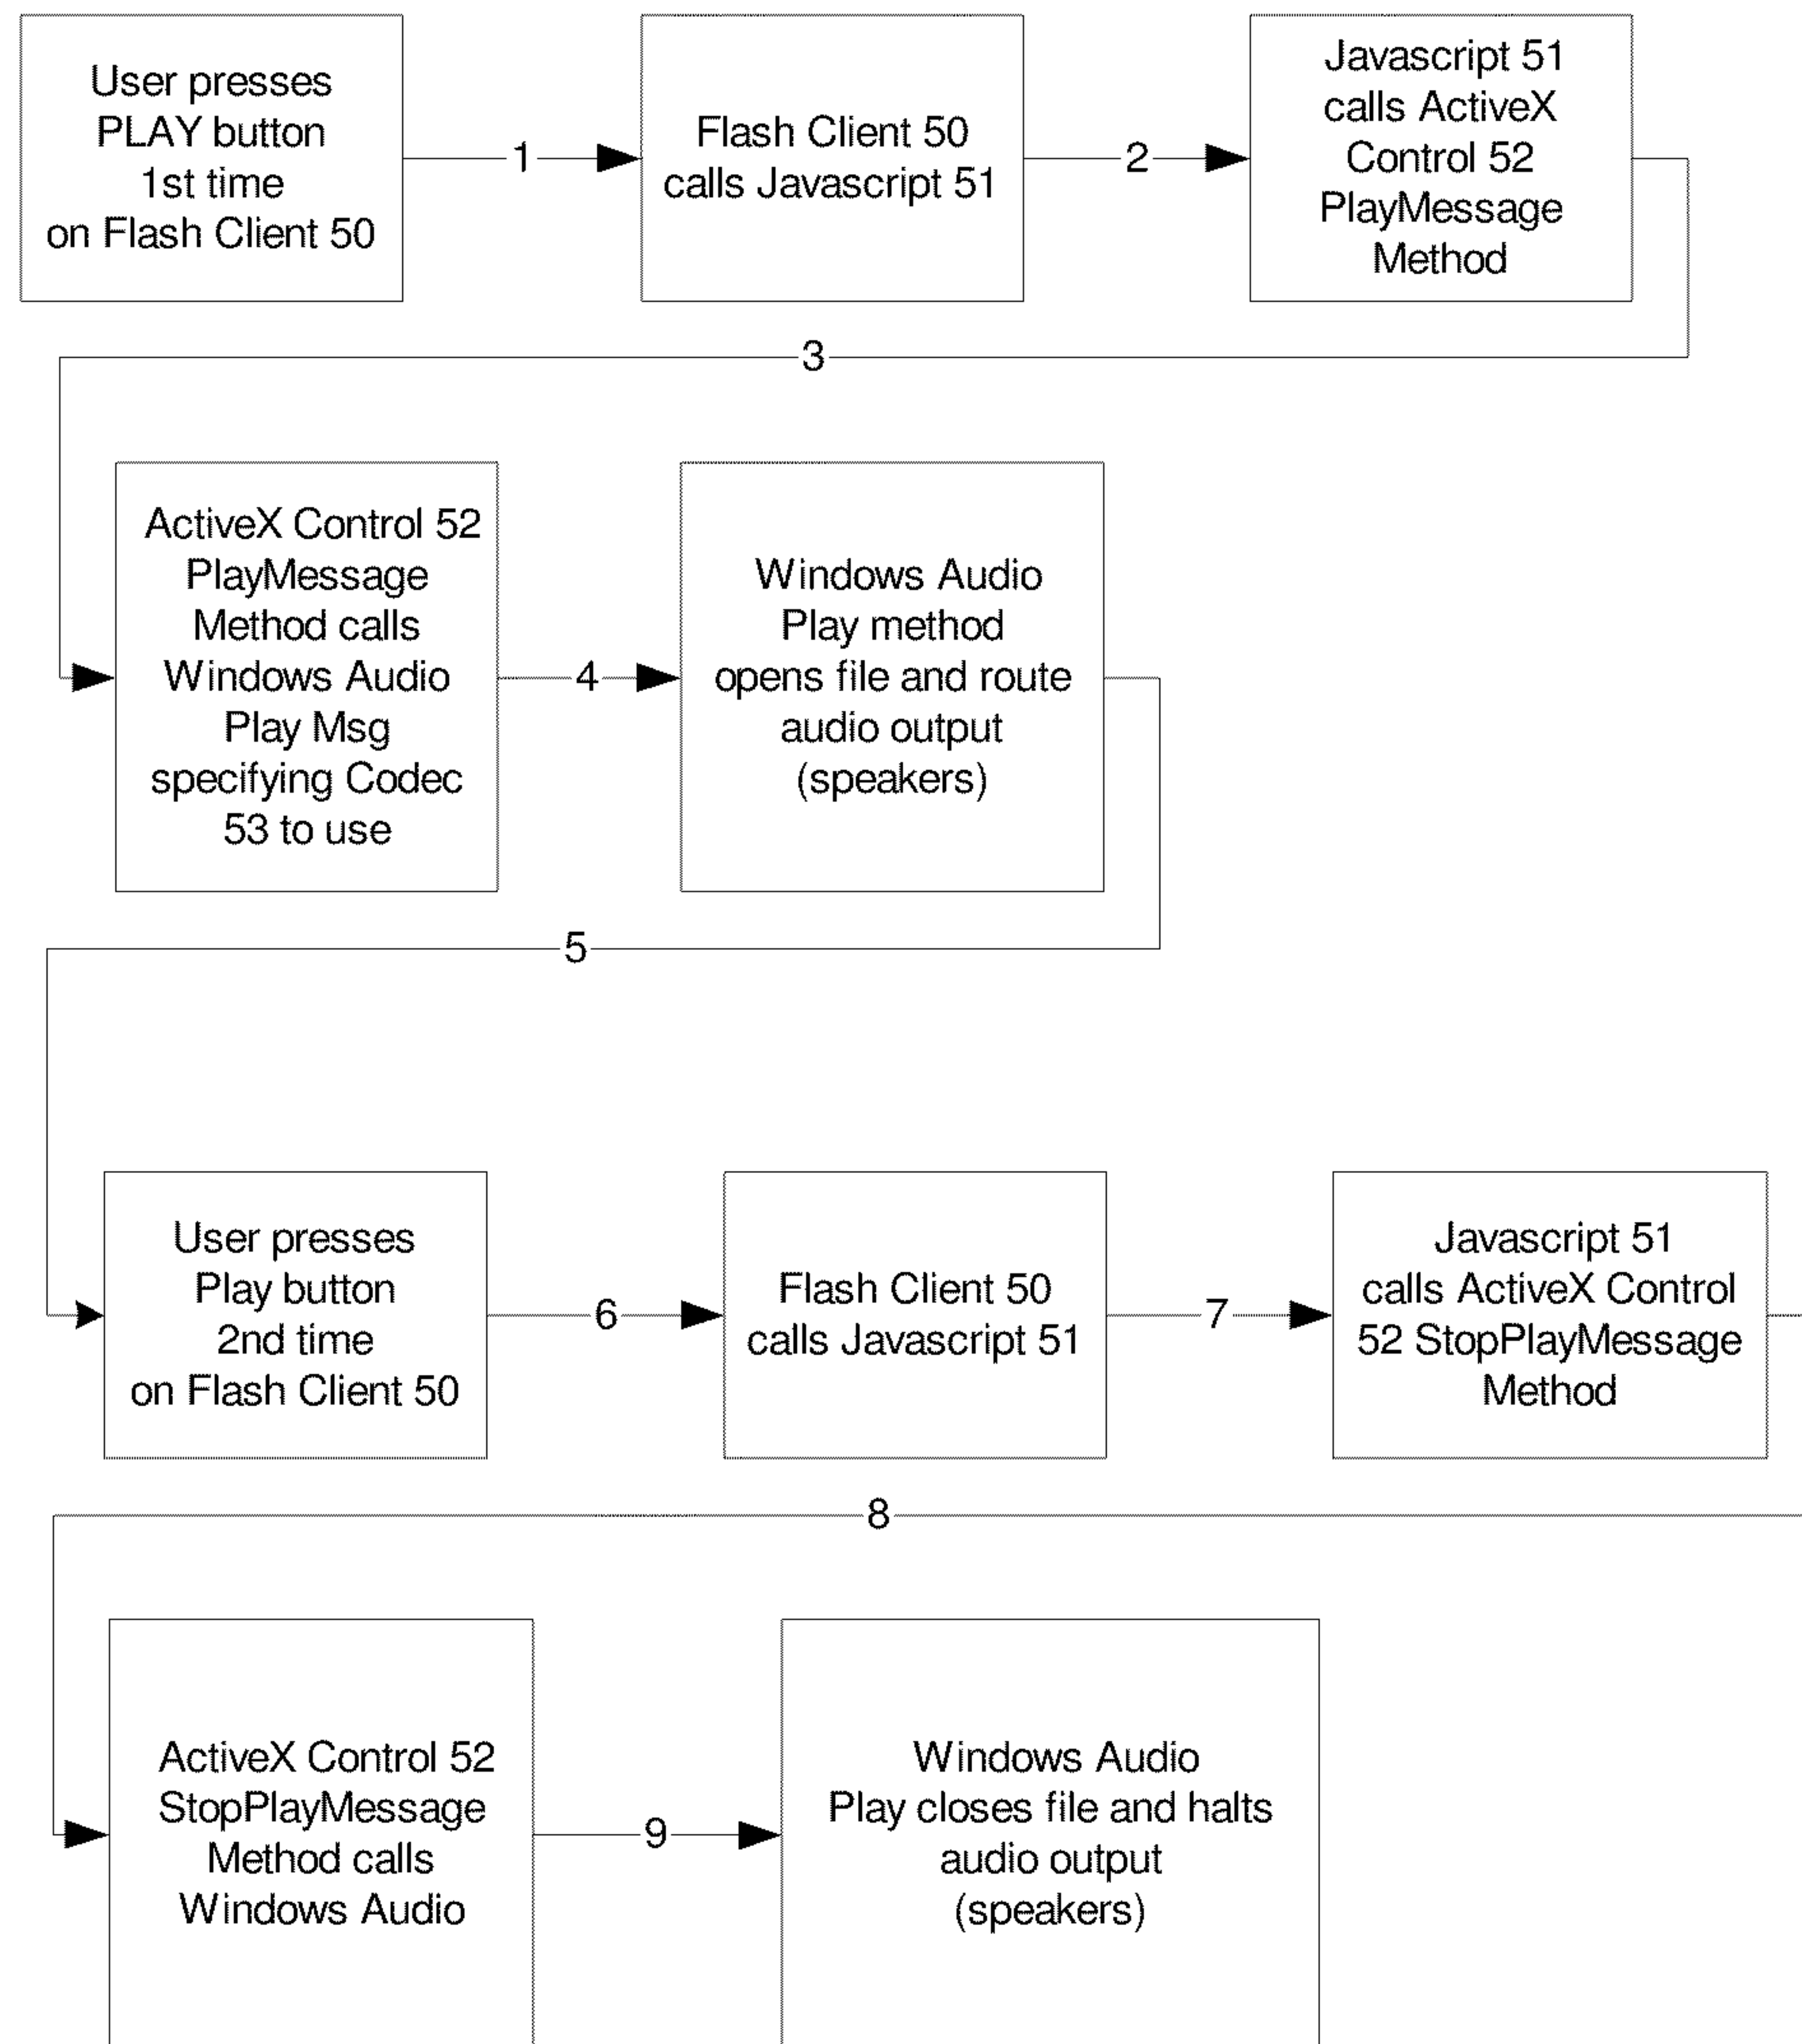 User presses
PLAY button
1st time
on Flash Client 50
1
Flash Client 50
calls Javascript 51
2
Javascript 51
calls ActiveX
Control 52
PlayMessage
Method
3
ActiveX Control 52
PlayMessage
Method calls
Windows Audio
Play Msg
specifying Codec
53 to use
4
Windows Audio
Play method
opens file and route
audio output
(speakers)
5
User presses
Play button
2nd time
on Flash Client 50
6
Flash Client 50
calls Javascript 51
7
Javascript 51
calls ActiveX Control
52 StopPlayMessage
Method
8
ActiveX Control 52
StopPlayMessage
Method calls
Windows Audio
9
Windows Audio
Play closes file and halts
audio output
(speakers)